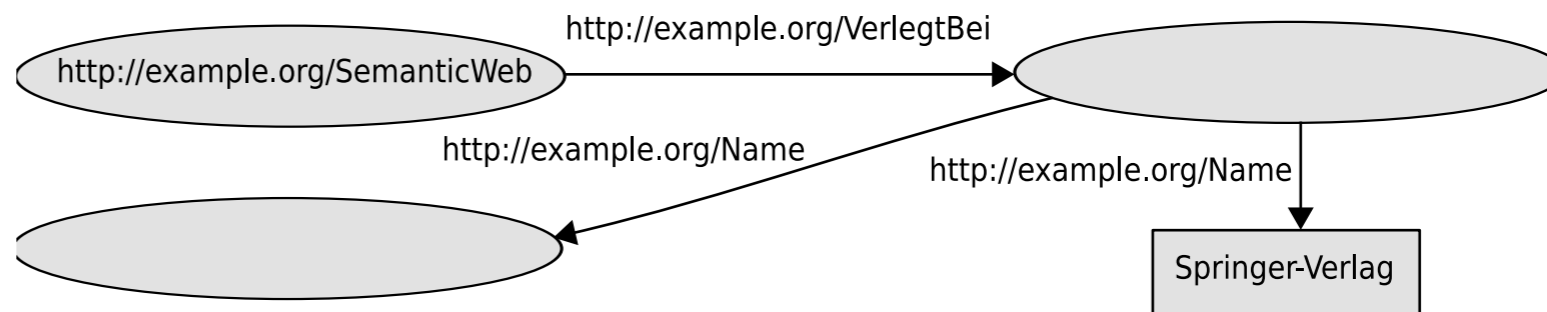 http://example.org/VerlegtBei
http://example.org/SemanticWeb
http://example.org/Name
http://example.org/Name
Springer-Verlag